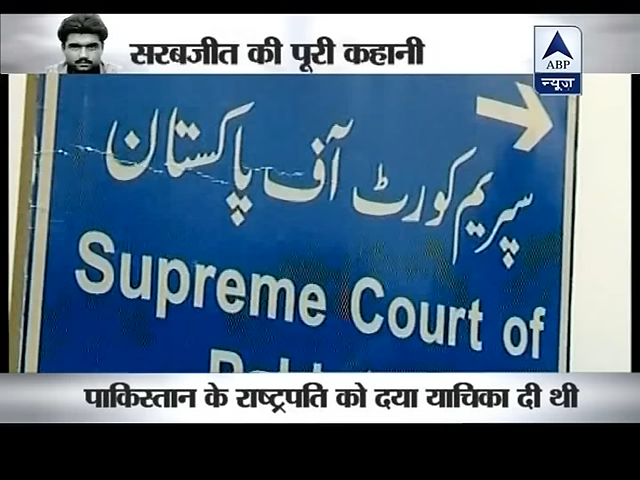 सरबजीत की पूरी कहानी
ABP
न्यूज़
سپریم کورٹ آف پاکستان
Supreme Court of
पाकिस्तान के राष्ट्रपति को दया याचिका दी थी